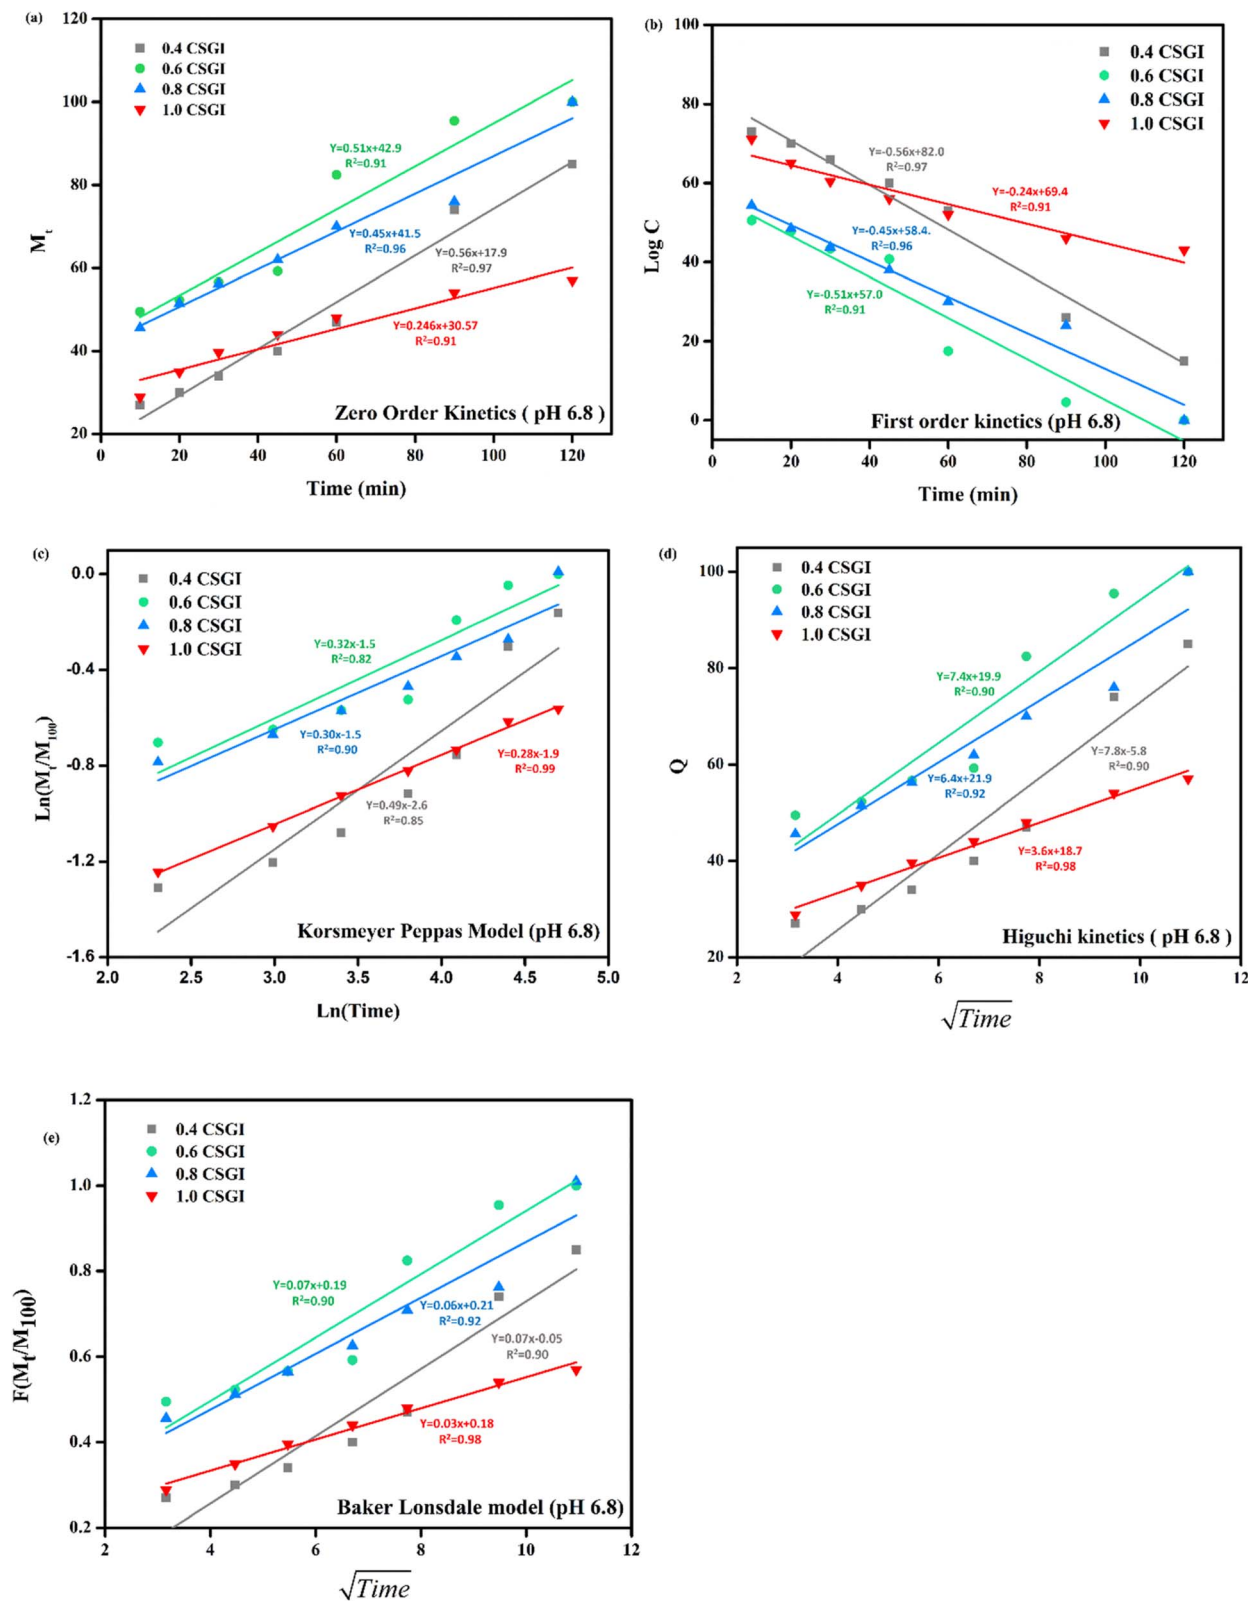 (a)
120
100
80
60
40
20
M_t
0.4 CSGI
0.6 CSGI
0.8 CSGI
1.0 CSGI
Y=0.51x+42.9
R²=0.91
Y=0.45x+41.5
R²=0.96
Y=0.56x+17.9
R²=0.97
Y=0.246x+30.57
R²=0.91
Zero Order Kinetics ( pH 6.8 )
0 20 40 60 80 100 120
Time (min)
(b)
100
80
60
40
20
0
Log C
0.4 CSGI
0.6 CSGI
0.8 CSGI
1.0 CSGI
Y=-0.56x+82.0
R²=0.97
Y=-0.24x+69.4
R²=0.91
Y=-0.45x+58.4.
R²=0.96
Y=-0.51x+57.0
R²=0.91
First order kinetics (pH 6.8)
0 20 40 60 80 100 120
Time (min)
(c)
0.0
-0.4
-0.8
-1.2
-1.6
Ln(M_t/M_100)
0.4 CSGI
0.6 CSGI
0.8 CSGI
1.0 CSGI
Y=0.32x-1.5
R²=0.82
Y=0.30x-1.5
R²=0.90
Y=0.28x-1.9
R²=0.99
Y=0.49x-2.6
R²=0.85
Korsmeyer Peppas Model (pH 6.8)
2.0 2.5 3.0 3.5 4.0 4.5 5.0
Ln(Time)
(d)
100
80
60
40
20
Q
0.4 CSGI
0.6 CSGI
0.8 CSGI
1.0 CSGI
Y=7.4x+19.9
R²=0.90
Y=7.8x-5.8
R²=0.90
Y=6.4x+21.9
R²=0.92
Y=3.6x+18.7
R²=0.98
Higuchi kinetics ( pH 6.8 )
2 4 6 8 10 12
√Time
(e)
1.2
1.0
0.8
0.6
0.4
0.2
F(M_t/M_100)
0.4 CSGI
0.6 CSGI
0.8 CSGI
1.0 CSGI
Y=0.07x+0.19
R²=0.90
Y=0.06x+0.21
R²=0.92
Y=0.07x-0.05
R²=0.90
Y=0.03x+0.18
R²=0.98
Baker Lonsdale model (pH 6.8)
2 4 6 8 10 12
√Time